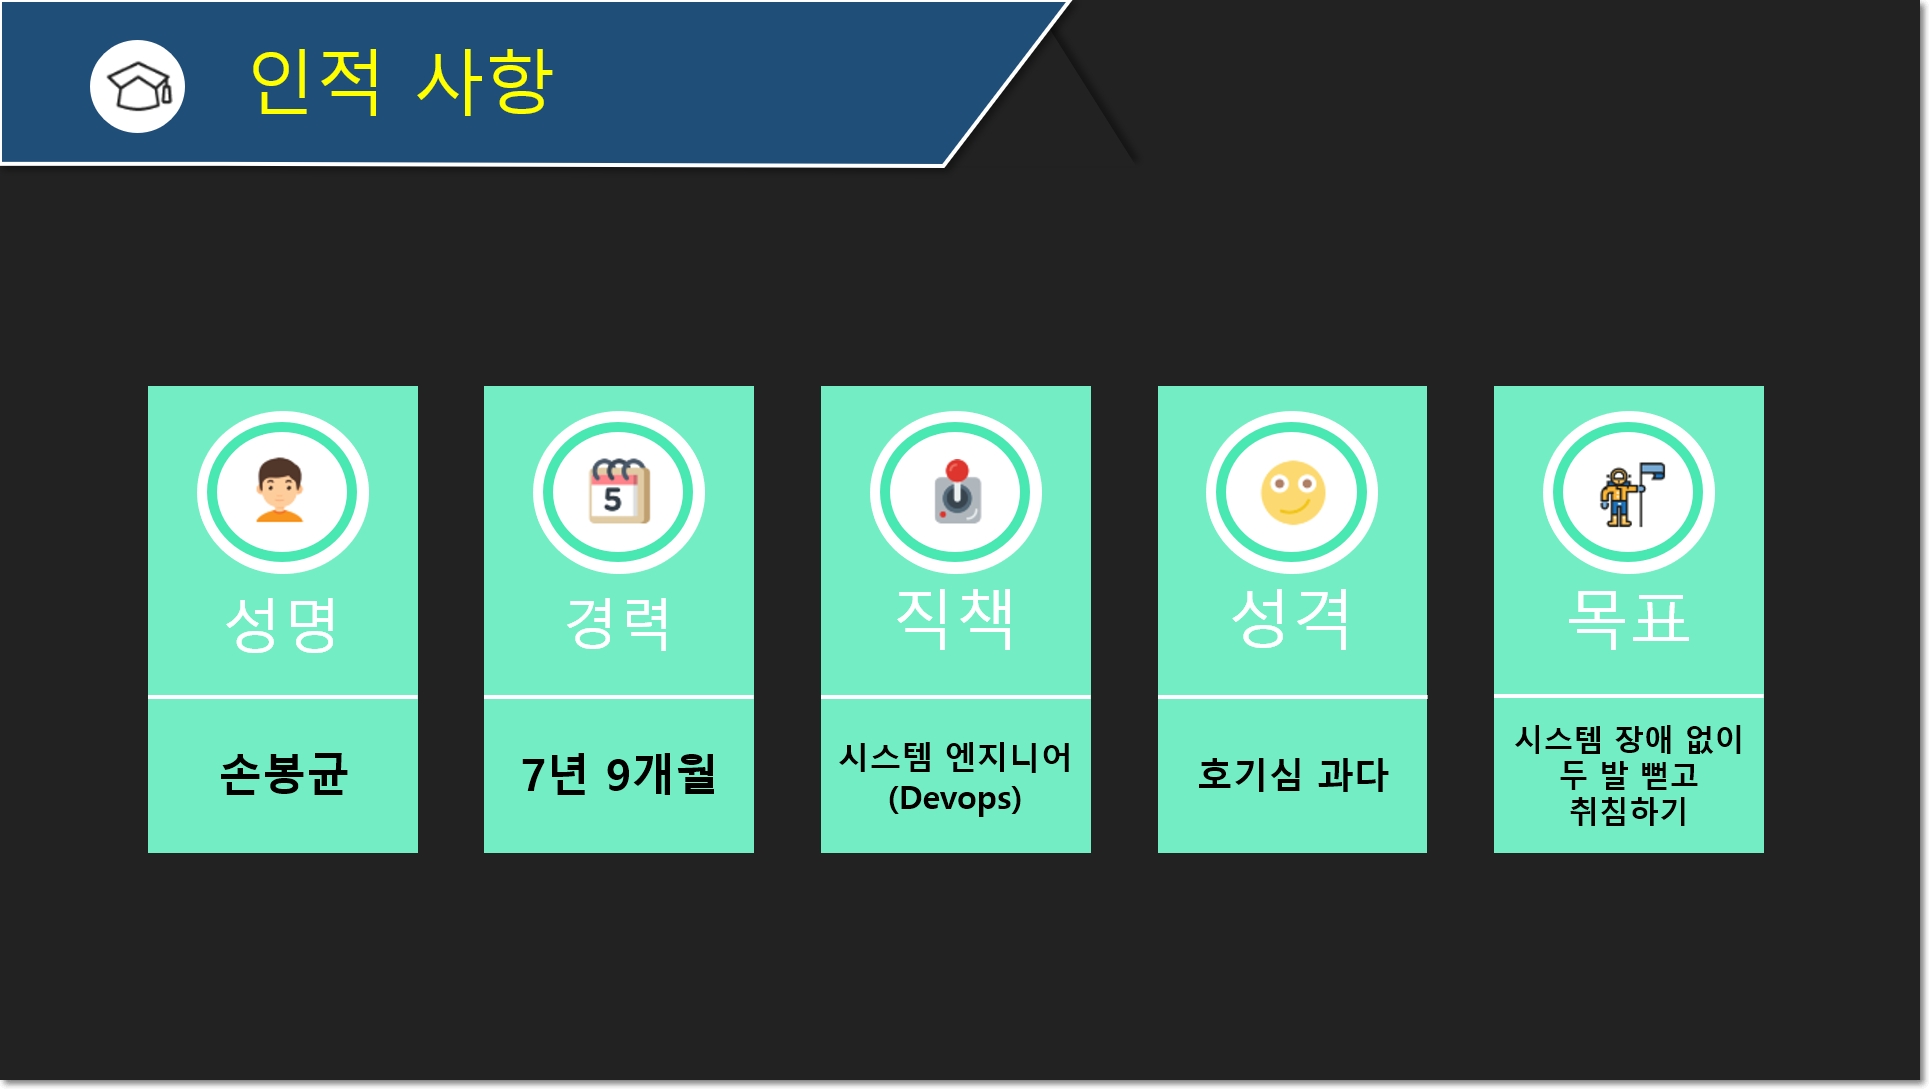 인적 사항
5
성명
손봉균
경력
7년 9개월
직책
시스템 엔지니어
(Devops)
성격
호기심 과다
목표
시스템 장애 없이
두 발 뻗고
취침하기